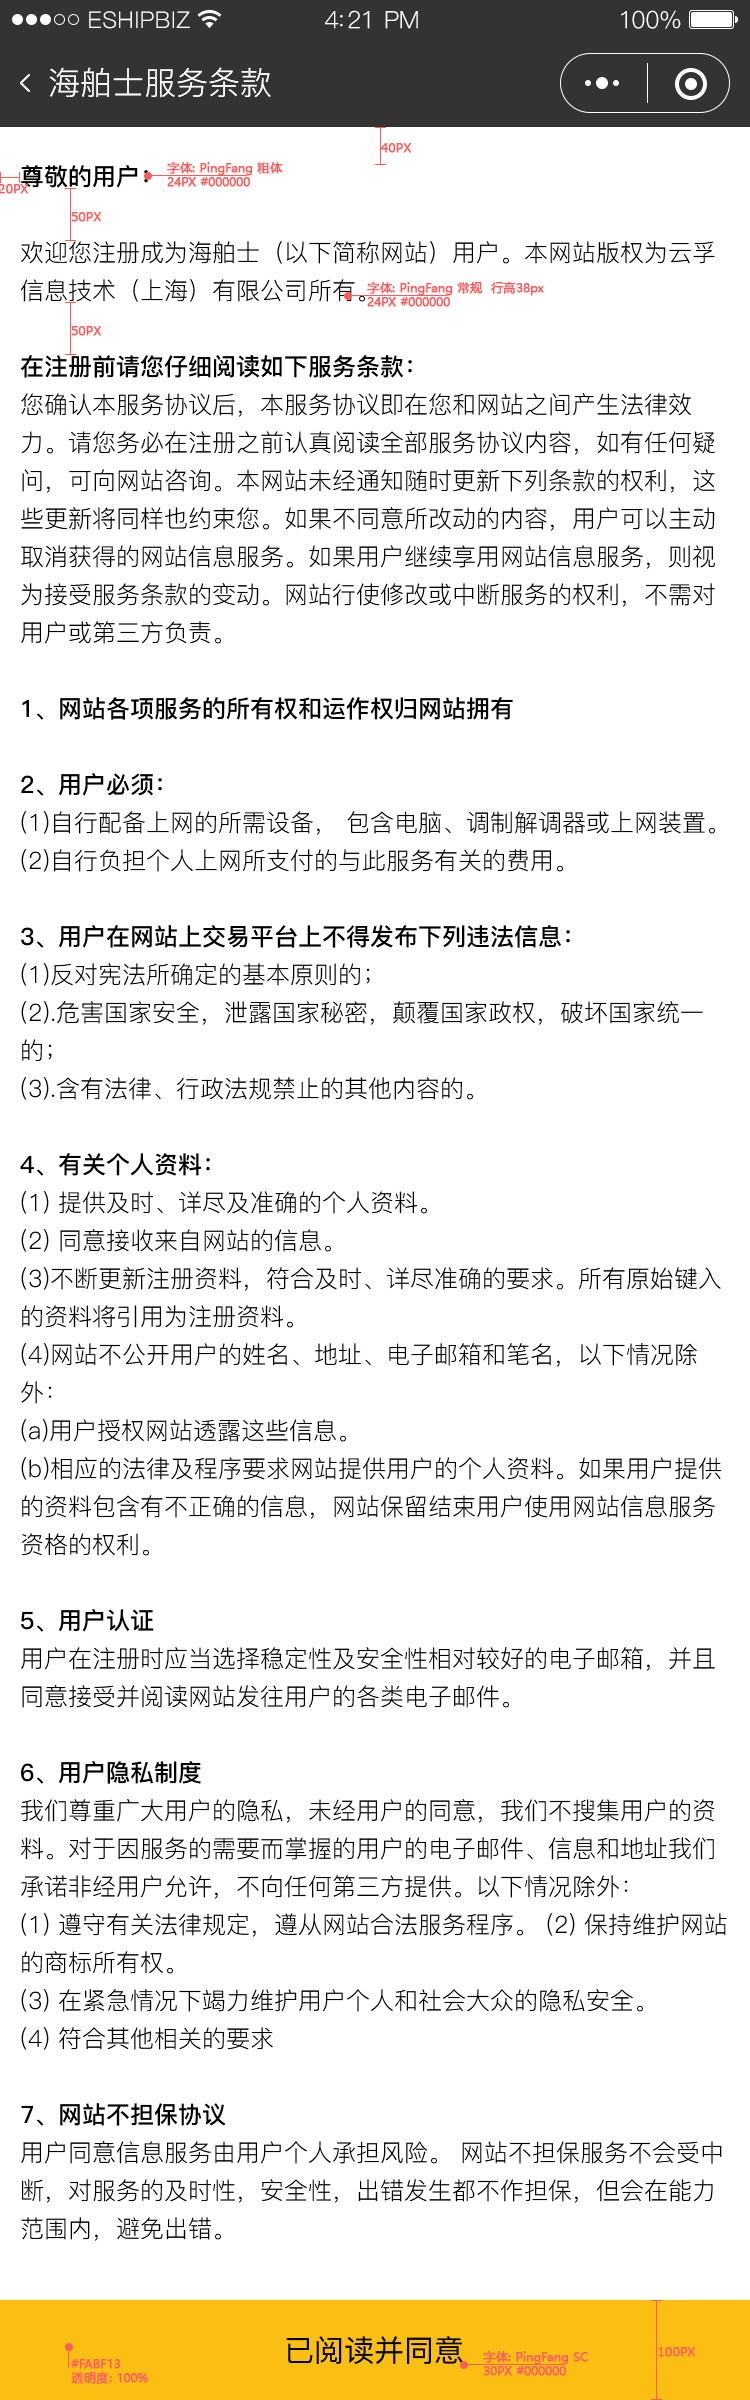 ESHIPBIZ 4:21 PM 100%
海舶士服务条款
40PX
尊敬的用户：
字体: PingFang 粗体
24PX #000000
20PX
50PX
欢迎您注册成为海舶士（以下简称网站）用户。本网站版权为云孚
信息技术（上海）有限公司所有。
字体: PingFang 常规 行高38px
24PX #000000
50PX
在注册前请您仔细阅读如下服务条款：
您确认本服务协议后，本服务协议即在您和网站之间产生法律效
力。请您务必在注册之前认真阅读全部服务协议内容，如有任何疑
问，可向网站咨询。本网站未经通知随时更新下列条款的权利，这
些更新将同样也约束您。如果不同意所改动的内容，用户可以主动
取消获得的网站信息服务。如果用户继续享用网站信息服务，则视
为接受服务条款的变动。网站行使修改或中断服务的权利，不需对
用户或第三方负责。
1、网站各项服务的所有权和运作权归网站拥有
2、用户必须：
(1)自行配备上网的所需设备， 包含电脑、调制解调器或上网装置。
(2)自行负担个人上网所支付的与此服务有关的费用。
3、用户在网站上交易平台上不得发布下列违法信息：
(1)反对宪法所确定的基本原则的；
(2).危害国家安全，泄露国家秘密，颠覆国家政权，破坏国家统一
的；
(3).含有法律、行政法规禁止的其他内容的。
4、有关个人资料：
(1) 提供及时、详尽及准确的个人资料。
(2) 同意接收来自网站的信息。
(3)不断更新注册资料，符合及时、详尽准确的要求。所有原始键入
的资料将引用为注册资料。
(4)网站不公开用户的姓名、地址、电子邮箱和笔名，以下情况除
外：
(a)用户授权网站透露这些信息。
(b)相应的法律及程序要求网站提供用户的个人资料。如果用户提供
的资料包含有不正确的信息，网站保留结束用户使用网站信息服务
资格的权利。
5、用户认证
用户在注册时应当选择稳定性及安全性相对较好的电子邮箱，并且
同意接受并阅读网站发往用户的各类电子邮件。
6、用户隐私制度
我们尊重广大用户的隐私，未经用户的同意，我们不搜集用户的资
料。对于因服务的需要而掌握的用户的电子邮件、信息和地址我们
承诺非经用户允许，不向任何第三方提供。以下情况除外：
(1) 遵守有关法律规定，遵从网站合法服务程序。 (2) 保持维护网站
的商标所有权。
(3) 在紧急情况下竭力维护用户个人和社会大众的隐私安全。
(4) 符合其他相关的要求
7、网站不担保协议
用户同意信息服务由用户个人承担风险。 网站不担保服务不会受中
断，对服务的及时性，安全性，出错发生都不作担保，但会在能力
范围内，避免出错。
已阅读并同意
字体: PingFang SC
30PX #000000
100PX
#FABF13
透明度: 100%